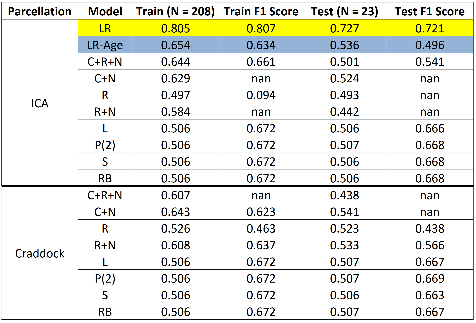 Parcellation Model Train (N = 208) Train F1 Score Test (N = 23) Test F1 Score
LR 0.805 0.807 0.727 0.721
LR-Age 0.654 0.634 0.536 0.496
C+R+N 0.644 0.661 0.501 0.541
C+N 0.629 nan 0.524 nan
R 0.497 0.094 0.493 nan
ICA R+N 0.584 nan 0.442 nan
L 0.506 0.672 0.506 0.666
P(2) 0.506 0.672 0.507 0.668
S 0.506 0.672 0.506 0.668
RB 0.506 0.672 0.506 0.668
C+R+N 0.607 nan 0.438 nan
C+N 0.643 0.623 0.541 nan
R 0.526 0.463 0.523 0.438
Craddock R+N 0.608 0.637 0.533 0.566
L 0.506 0.672 0.507 0.667
P(2) 0.506 0.672 0.507 0.669
S 0.506 0.672 0.506 0.663
RB 0.506 0.672 0.507 0.667